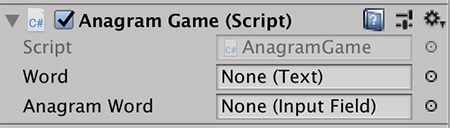 C# Anagram Game (Script)
Script C# AnagramGame
Word None (Text)
Anagram Word None (Input Field)